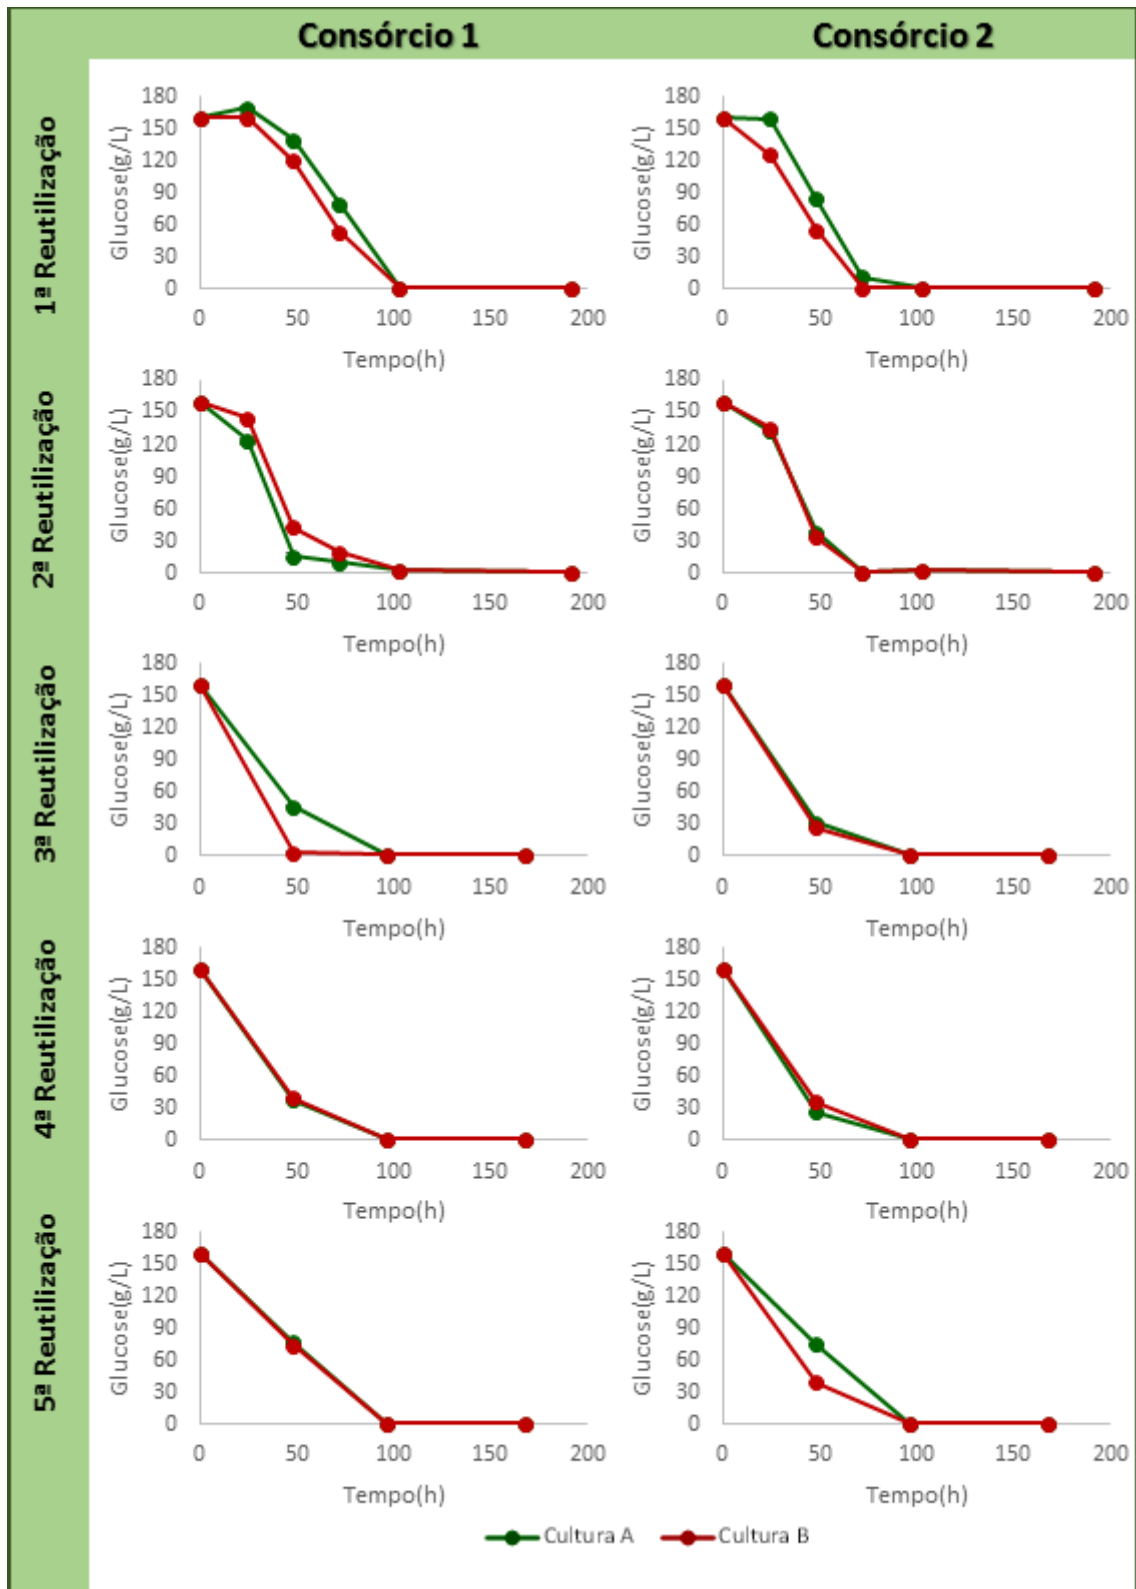 Consórcio 1
Consórcio 2
1ª Reutilização
Glucose(g/L)
180
150
120
90
60
30
0
0 50 100 150 200
Tempo(h)
Glucose(g/L)
180
150
120
90
60
30
0
0 50 100 150 200
Tempo(h)
2ª Reutilização
Glucose(g/L)
180
150
120
90
60
30
0
0 50 100 150 200
Tempo(h)
Glucose(g/L)
180
150
120
90
60
30
0
0 50 100 150 200
Tempo(h)
3ª Reutilização
Glucose(g/L)
180
150
120
90
60
30
0
0 50 100 150 200
Tempo(h)
Glucose(g/L)
180
150
120
90
60
30
0
0 50 100 150 200
Tempo(h)
4ª Reutilização
Glucose(g/L)
180
150
120
90
60
30
0
0 50 100 150 200
Tempo(h)
Glucose(g/L)
180
150
120
90
60
30
0
0 50 100 150 200
Tempo(h)
5ª Reutilização
Glucose(g/L)
180
150
120
90
60
30
0
0 50 100 150 200
Tempo(h)
Glucose(g/L)
180
150
120
90
60
30
0
0 50 100 150 200
Tempo(h)
Cultura A
Cultura B